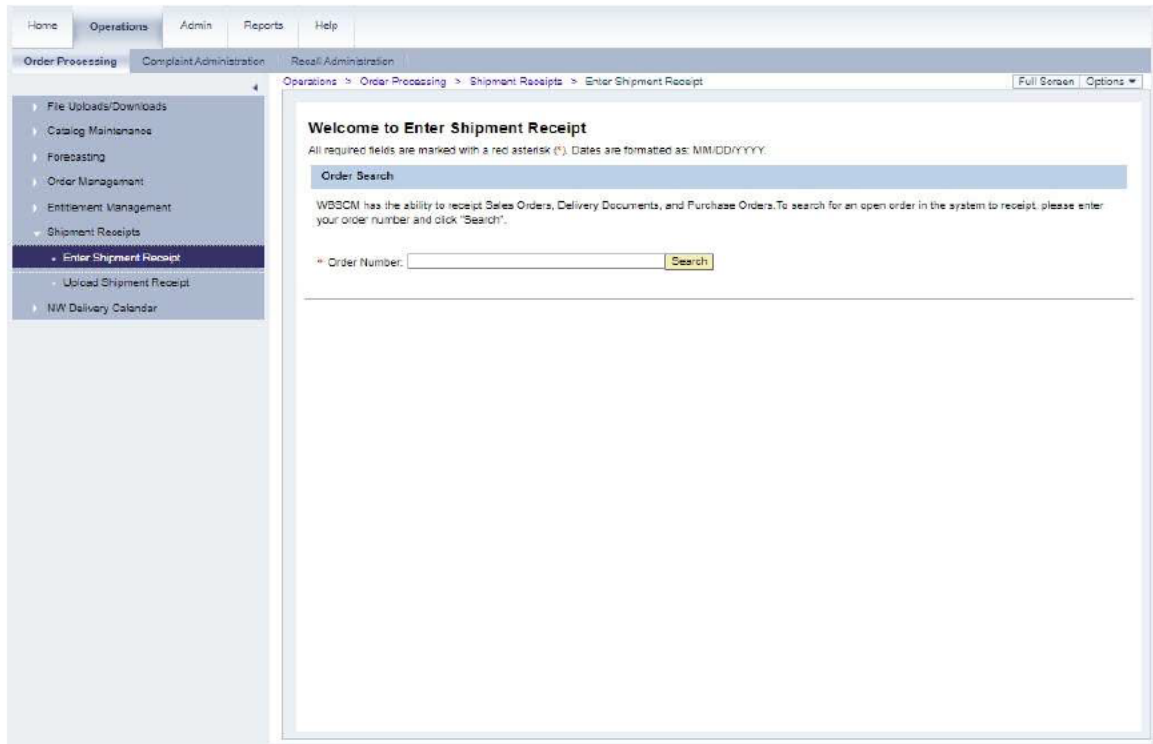 Home Operations Admin Reports Help
Order Processing Complaint Administration Recall Administration
Operations > Order Processing > Shipment Receipts > Enter Shipment Receipt
Full Screen Options
File Uploads/Downloads
Catalog Maintenance
Forecasting
Order Management
Entitlement Management
Shipment Receipts
Enter Shipment Receipt
Upload Shipment Receipt
NW Delivery Calendar
Welcome to Enter Shipment Receipt
All required fields are marked with a red asterisk (*). Dates are formatted as: MM/DD/YYYY.
Order Search
WBSCM has the ability to receipt Sales Orders, Delivery Documents, and Purchase Orders.To search for an open order in the system to receipt, please enter
your order number and click "Search".
* Order Number: Search